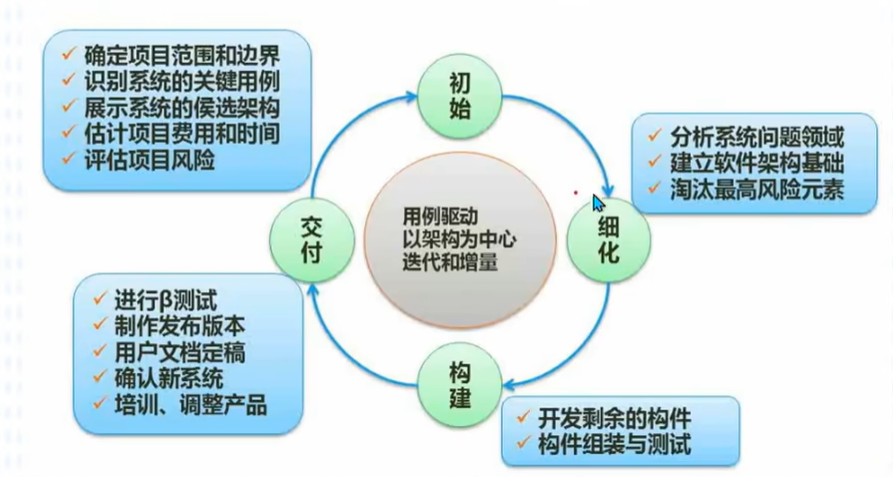 确定项目范围和边界
识别系统的关键用例
展示系统的侯选架构
估计项目费用和时间
评估项目风险
初
始
分析系统问题领域
建立软件架构基础
淘汰最高风险元素
用例驱动
以架构为中心
迭代和增量
交
付
细
化
进行β测试
制作发布版本
用户文档定稿
确认新系统
培训、调整产品
构
建
开发剩余的构件
构件组装与测试